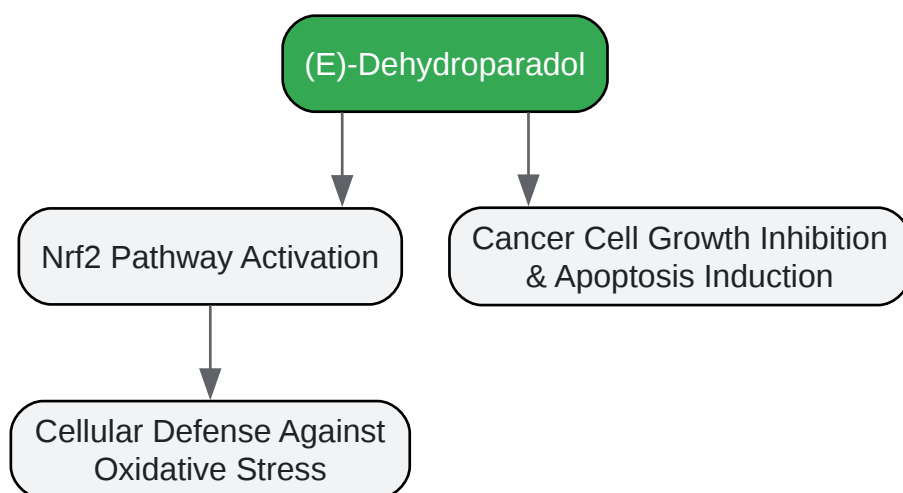 (E)-Dehydroparadol
Nrf2 Pathway Activation
Cancer Cell Growth Inhibition
& Apoptosis Induction
Cellular Defense Against
Oxidative Stress